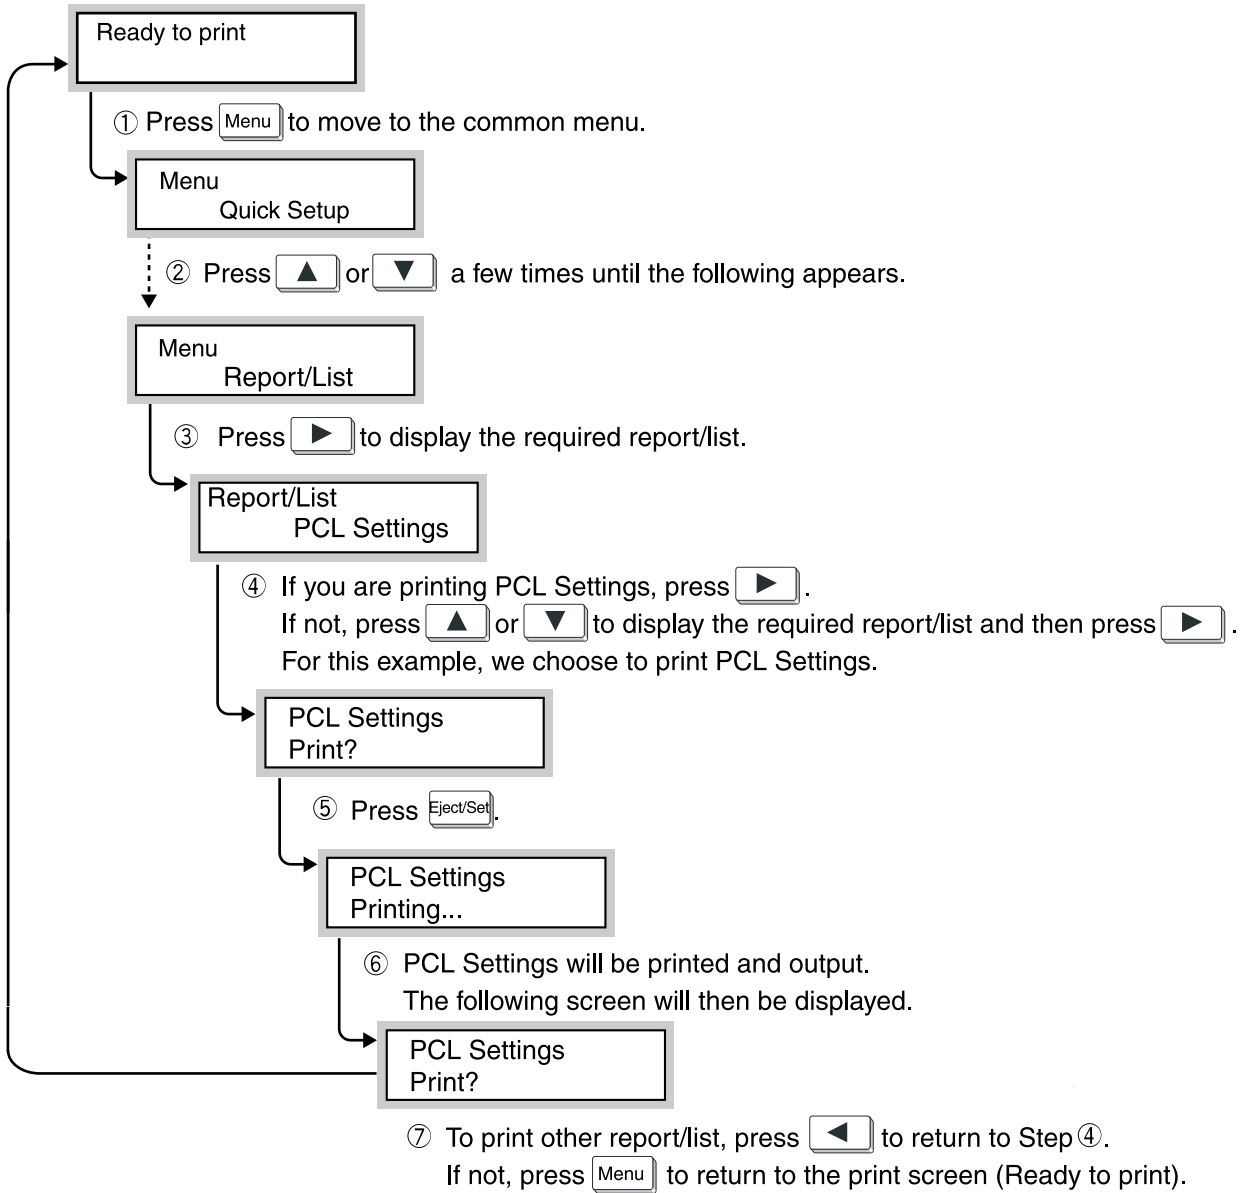 Ready to print
① Press Menu to move to the common menu.
Menu
Quick Setup
② Press ▲ or ▼ a few times until the following appears.
Menu
Report/List
③ Press ► to display the required report/list.
Report/List
PCL Settings
④ If you are printing PCL Settings, press ►.
If not, press ▲ or ▼ to display the required report/list and then press ►.
For this example, we choose to print PCL Settings.
PCL Settings
Print?
⑤ Press Eject/Set.
PCL Settings
Printing...
⑥ PCL Settings will be printed and output.
The following screen will then be displayed.
PCL Settings
Print?
⑦ To print other report/list, press ◄ to return to Step ④.
If not, press Menu to return to the print screen (Ready to print).